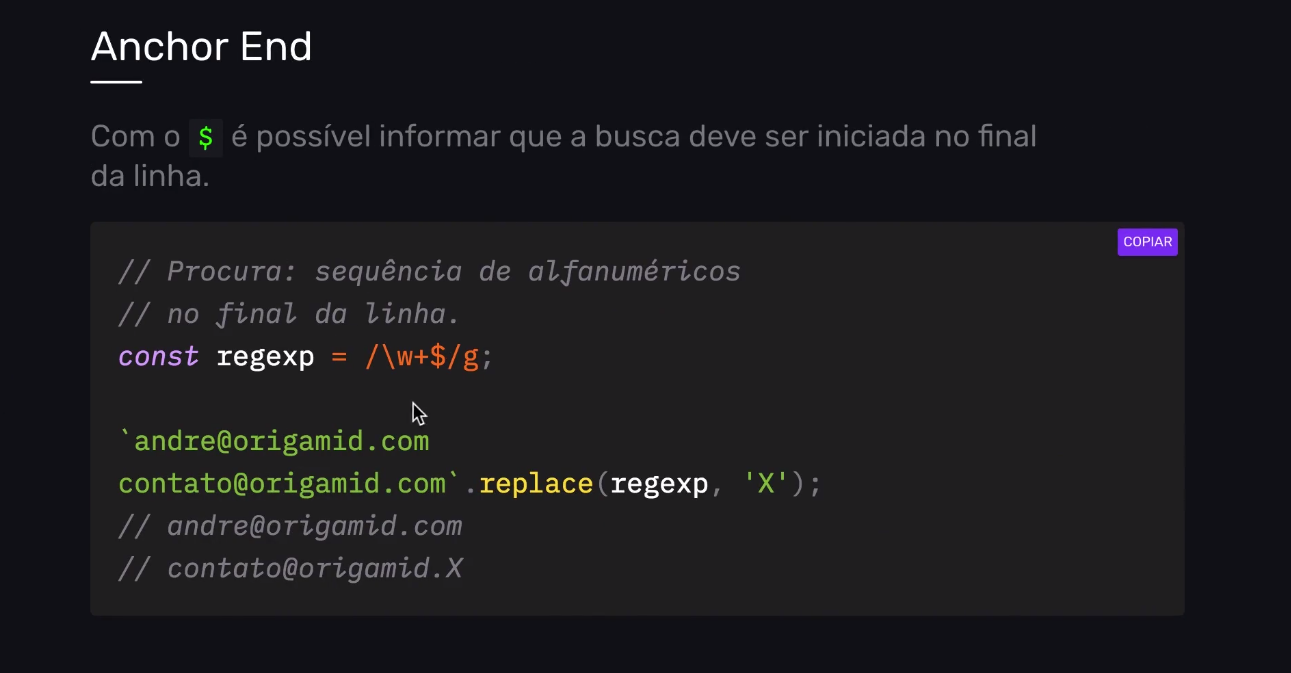 Anchor End
Com o $ é possível informar que a busca deve ser iniciada no final
da linha.
COPIAR
// Procura: sequência de alfanuméricos
// no final da linha.
const regexp = /\w+$/g;
`andre@origamid.com
contato@origamid.com`.replace(regexp, 'X');
// andre@origamid.com
// contato@origamid.X